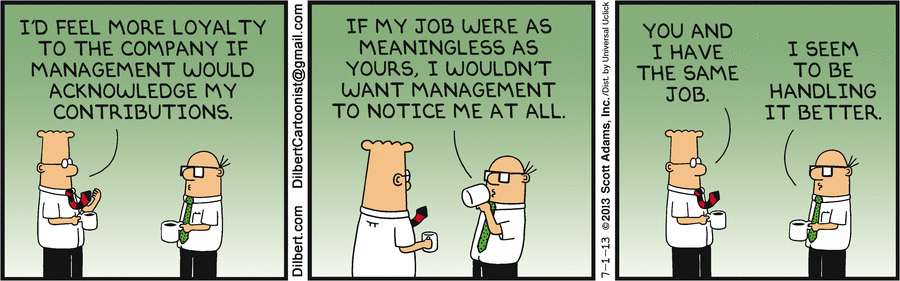 I'D FEEL MORE LOYALTY
TO THE COMPANY IF
MANAGEMENT WOULD
ACKNOWLEDGE MY
CONTRIBUTIONS.
Dilbert.com DilbertCartoonist@gmail.com
IF MY JOB WERE AS
MEANINGLESS AS
YOURS, I WOULDN'T
WANT MANAGEMENT
TO NOTICE ME AT ALL.
7-1-13 ©2013 Scott Adams, Inc. /Dist. by Universal Uclick
YOU AND
I HAVE
THE SAME
JOB.
I SEEM
TO BE
HANDLING
IT BETTER.